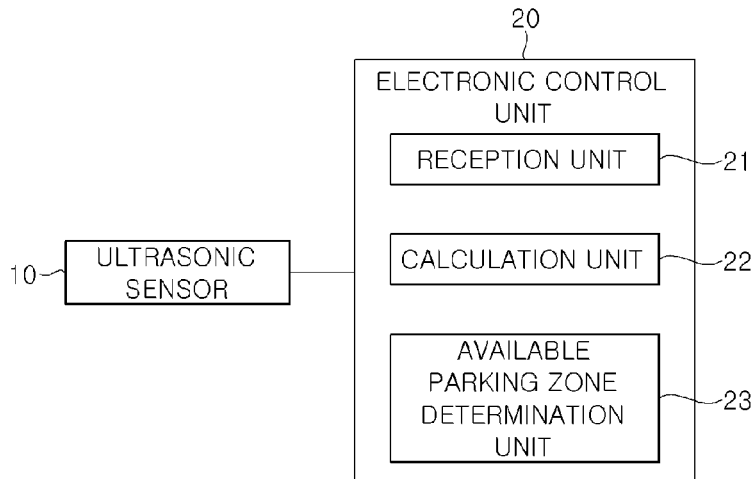 20
ELECTRONIC CONTROL
UNIT
RECEPTION UNIT
21
10
ULTRASONIC
SENSOR
CALCULATION UNIT
22
AVAILABLE
PARKING ZONE
DETERMINATION
UNIT
23